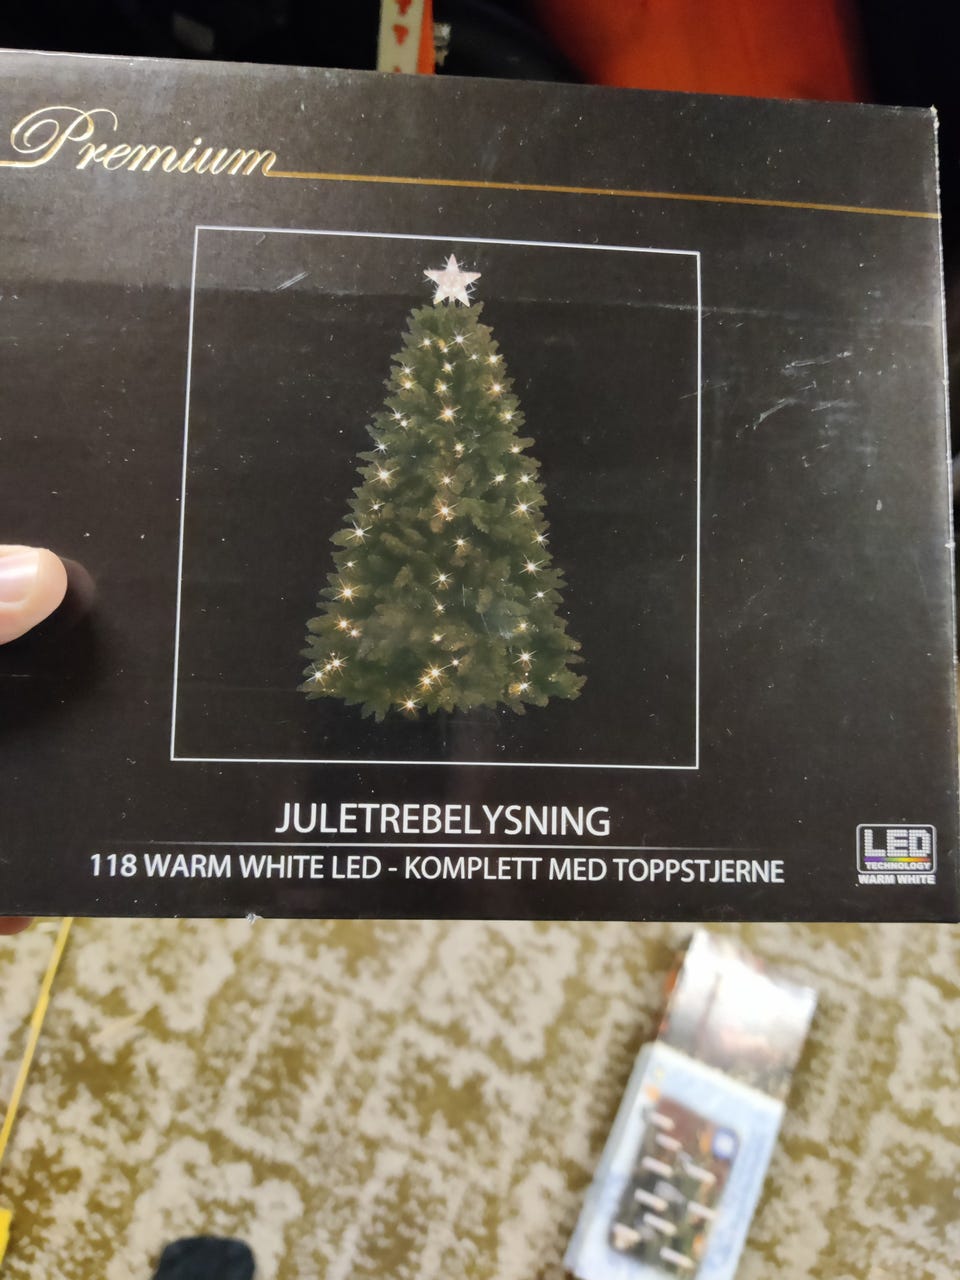 Premium
JULETREBELYSNING
118 WARM WHITE LED - KOMPLETT MED TOPPSTJERNE
LED
TECHNOLOGY
WARM WHITE